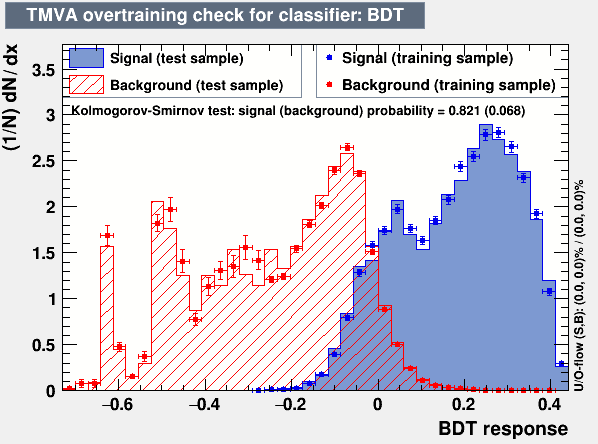 TMVA overtraining check for classifier: BDT
(1/N) dN / dx
Signal (test sample)
Background (test sample)
Signal (training sample)
Background (training sample)
Kolmogorov-Smirnov test: signal (background) probability = 0.821 (0.068)
3.5
3
2.5
2
1.5
1
0.5
0
−0.6
−0.4
−0.2
0
0.2
0.4
BDT response
U/O-flow (S,B): (0.0, 0.0)% / (0.0, 0.0)%